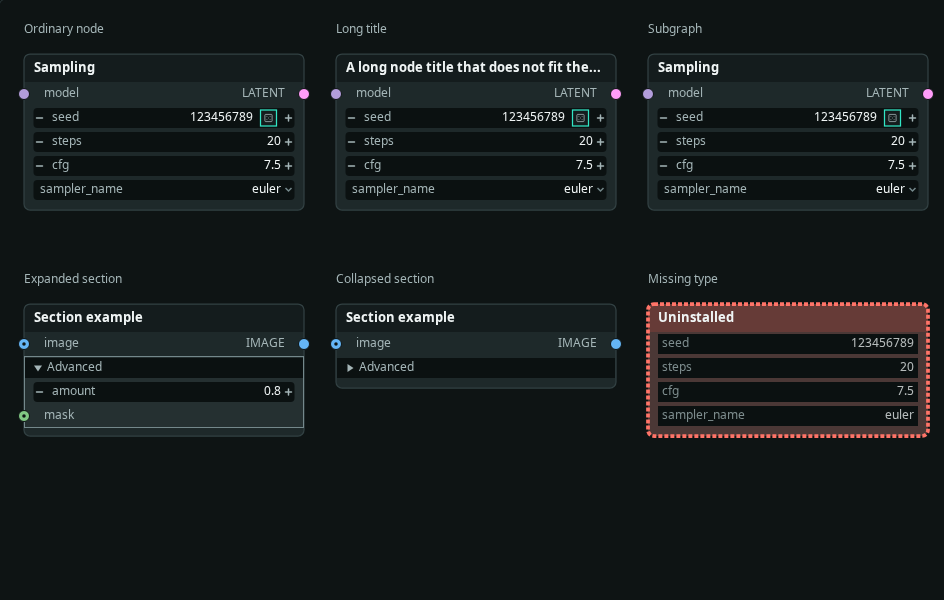 Ordinary node
Long title
Subgraph
Sampling
A long node title that does not fit the...
Sampling
model LATENT
model LATENT
model LATENT
− seed 123456789 +
− seed 123456789 +
− seed 123456789 +
− steps 20 +
− steps 20 +
− steps 20 +
− cfg 7.5 +
− cfg 7.5 +
− cfg 7.5 +
sampler_name euler
sampler_name euler
sampler_name euler
Expanded section
Collapsed section
Missing type
Section example
Section example
Uninstalled
image IMAGE
image IMAGE
seed 123456789
Advanced
Advanced
steps 20
− amount 0.8 +
cfg 7.5
mask
sampler_name euler